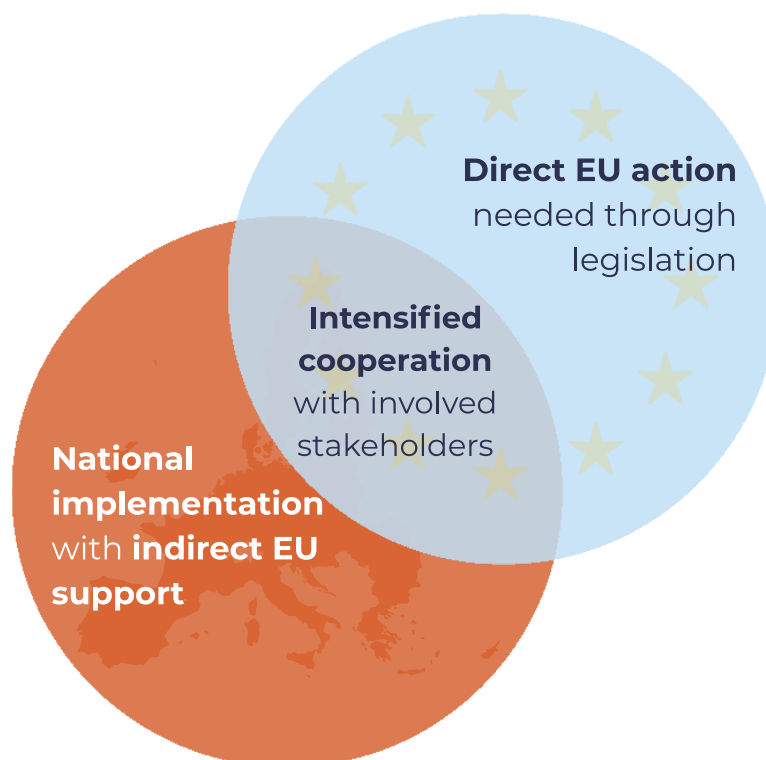 Direct EU action
needed through
legislation
Intensified
cooperation
with involved
stakeholders
National
implementation
with indirect EU
support